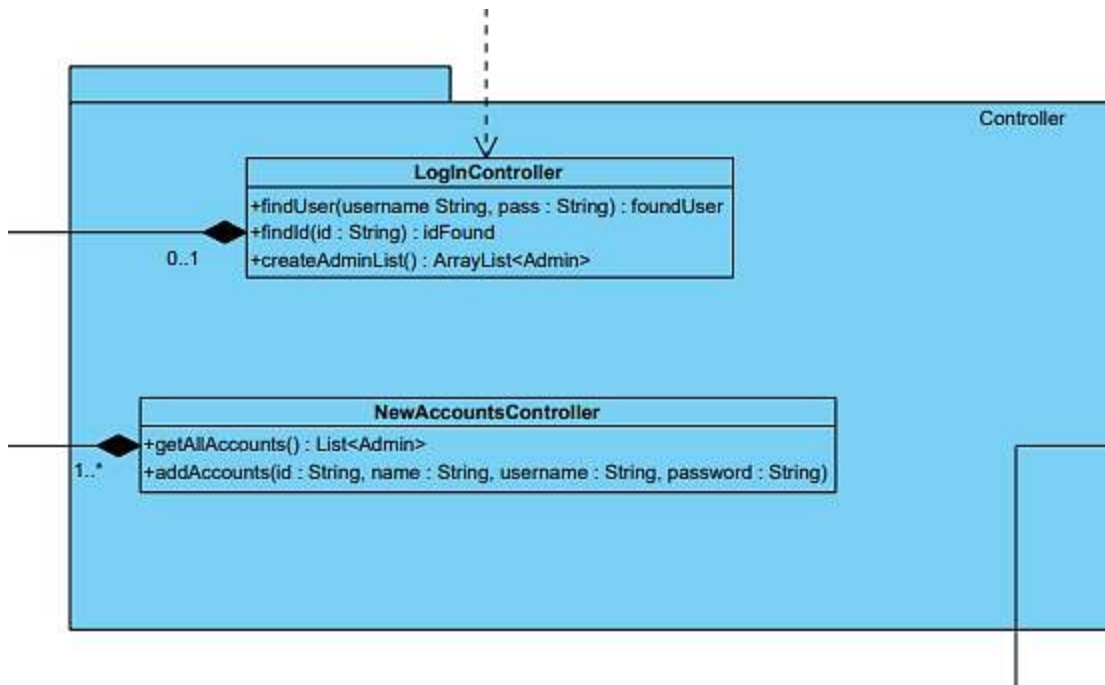 Controller
LogInController
+findUser(username String, pass : String) : foundUser
+findId(id : String) : idFound
+createAdminList() : ArrayList<Admin>
0..1
NewAccountsController
+getAllAccounts() : List<Admin>
+addAccounts(id : String, name : String, username : String, password : String)
1..*